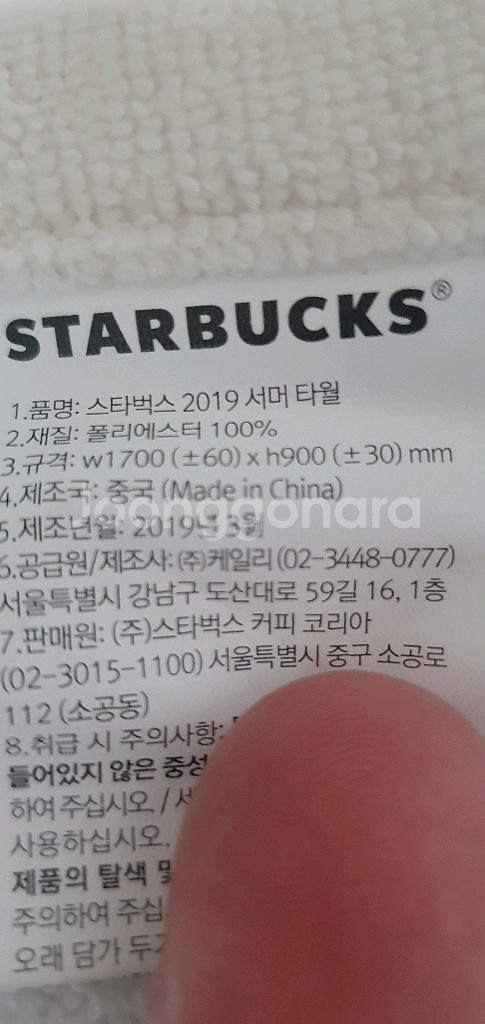 STARBUCKS®
1.품명: 스타벅스 2019 서머 타월
2.재질: 폴리에스터 100%
3.규격: w1700 (±60) x h900 (±30) mm
4.제조국: 중국 (Made in China)
joonggonara
5.제조년월: 2019년 3월
6.공급원/제조사: (주)케일리 (02-3448-0777)
서울특별시 강남구 도산대로 59길 16, 1층
7.판매원: (주)스타벅스 커피 코리아
(02-3015-1100) 서울특별시 중구 소공로
112 (소공동)
8.취급 시 주의사항:
들어있지 않은 중성
하여 주십시오. /
사용하십시오.
제품의 탈색 및
주의하여 주십
오래 담가 두